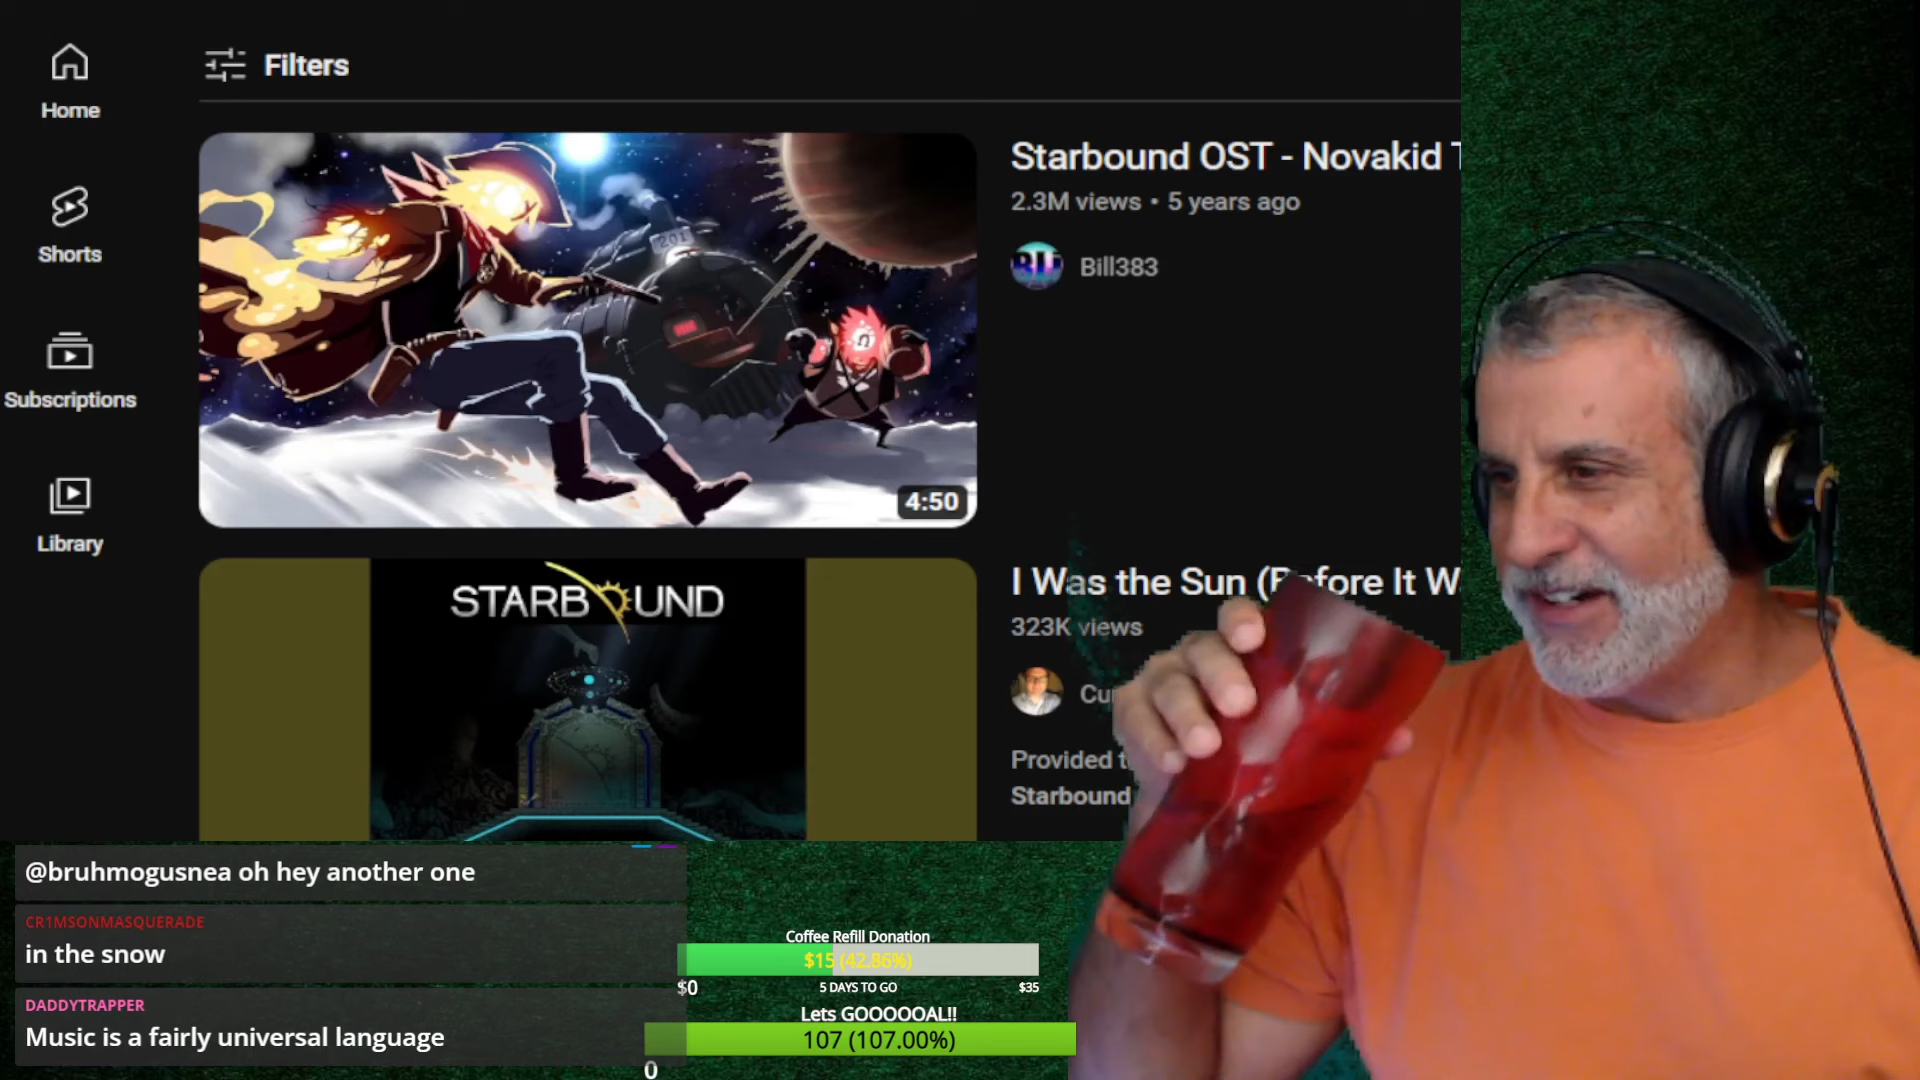 Home
Shorts
Subscriptions
Library
Filters
4:50
Starbound OST - Novakid
2.3M views • 5 years ago
Bill383
STARBOUND
I Was the Sun (Before It
323K views
Provided
Starbound
@bruhmogusnea oh hey another one
CR1MSONMASQUERADE
in the snow
DADDYTRAPPER
Music is a fairly universal language
Coffee Refill Donation
$15 (42.86%)
$0 5 DAYS TO GO $35
Lets GOOOOOAL!!
107 (107.00%)
0